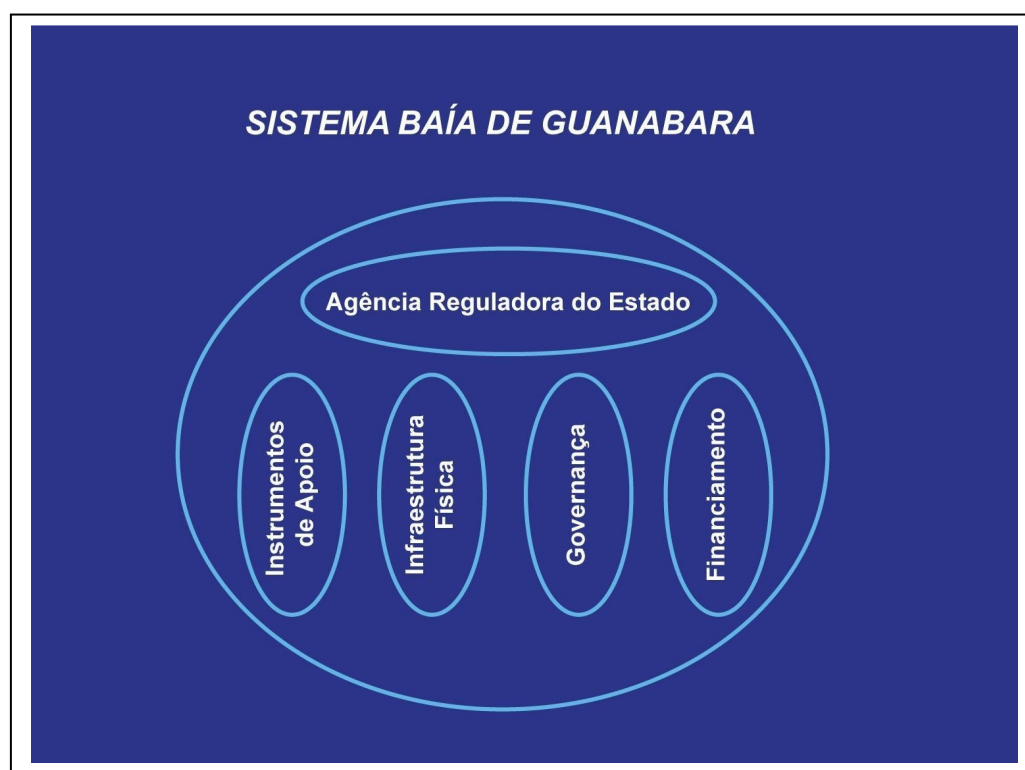 SISTEMA BAÍA DE GUANABARA
Agência Reguladora do Estado
Instrumentos
de Apoio
Infraestrutura
Física
Governança
Financiamento